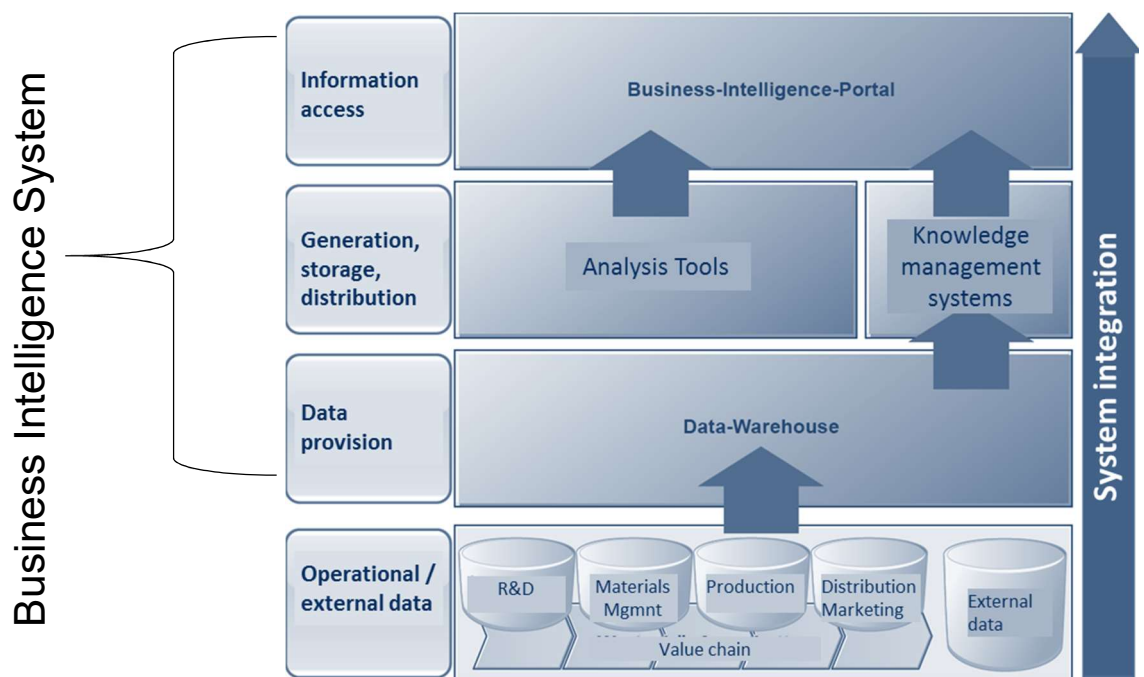 Business Intelligence System
Information
access
Business-Intelligence-Portal
Generation,
storage,
distribution
Analysis Tools
Knowledge
management
systems
Data
provision
Data-Warehouse
Operational /
external data
R&D
Materials
Mgmnt
Production
Distribution
Marketing
External
data
Value chain
System integration